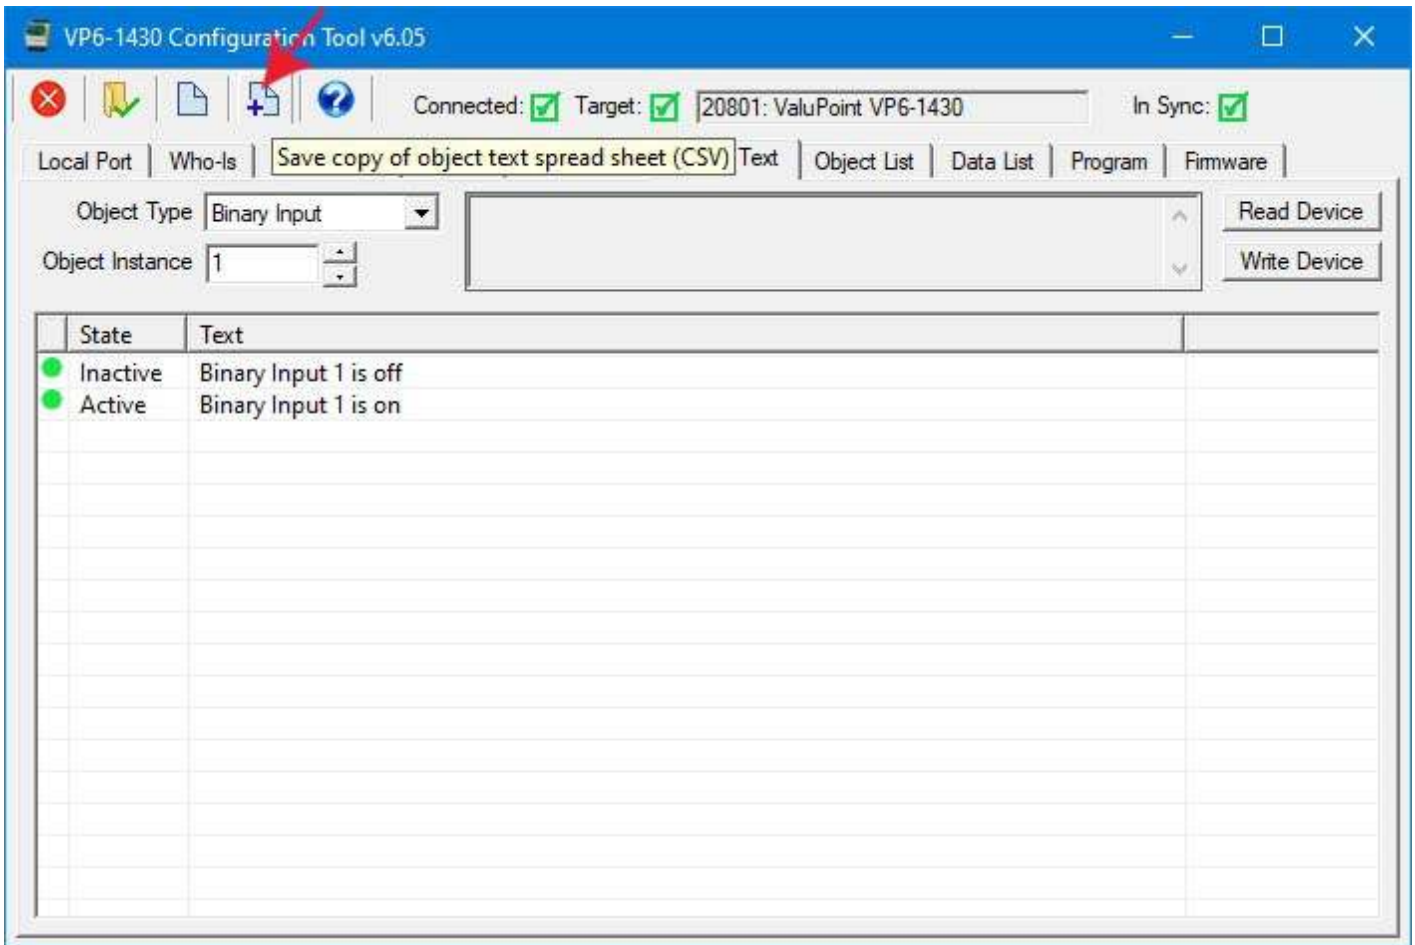 VP6-1430 Configuration Tool v6.05
Connected: Target: 20801: ValuPoint VP6-1430 In Sync:
Local Port Who-Is Save copy of object text spread sheet (CSV) Text Object List Data List Program Firmware
Object Type Binary Input Read Device
Object Instance 1 Write Device
State Text
Inactive Binary Input 1 is off
Active Binary Input 1 is on